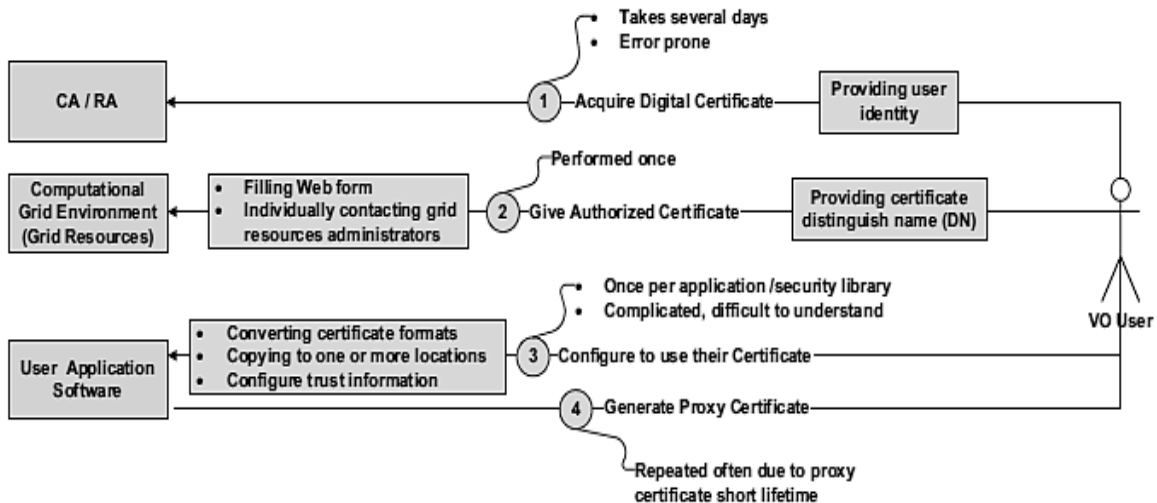 • Takes several days
• Error prone
CA / RA
1
Acquire Digital Certificate
Providing user
identity
Performed once
Computational
Grid Environment
(Grid Resources)
• Filling Web form
• Individually contacting grid
resources administrators
2
Give Authorized Certificate
Providing certificate
distinguish name (DN)
• Once per application /security library
• Complicated, difficult to understand
VO User
User Application
Software
• Converting certificate formats
• Copying to one or more locations
• Configure trust information
3
Configure to use their Certificate
4
Generate Proxy Certificate
Repeated often due to proxy
certificate short lifetime